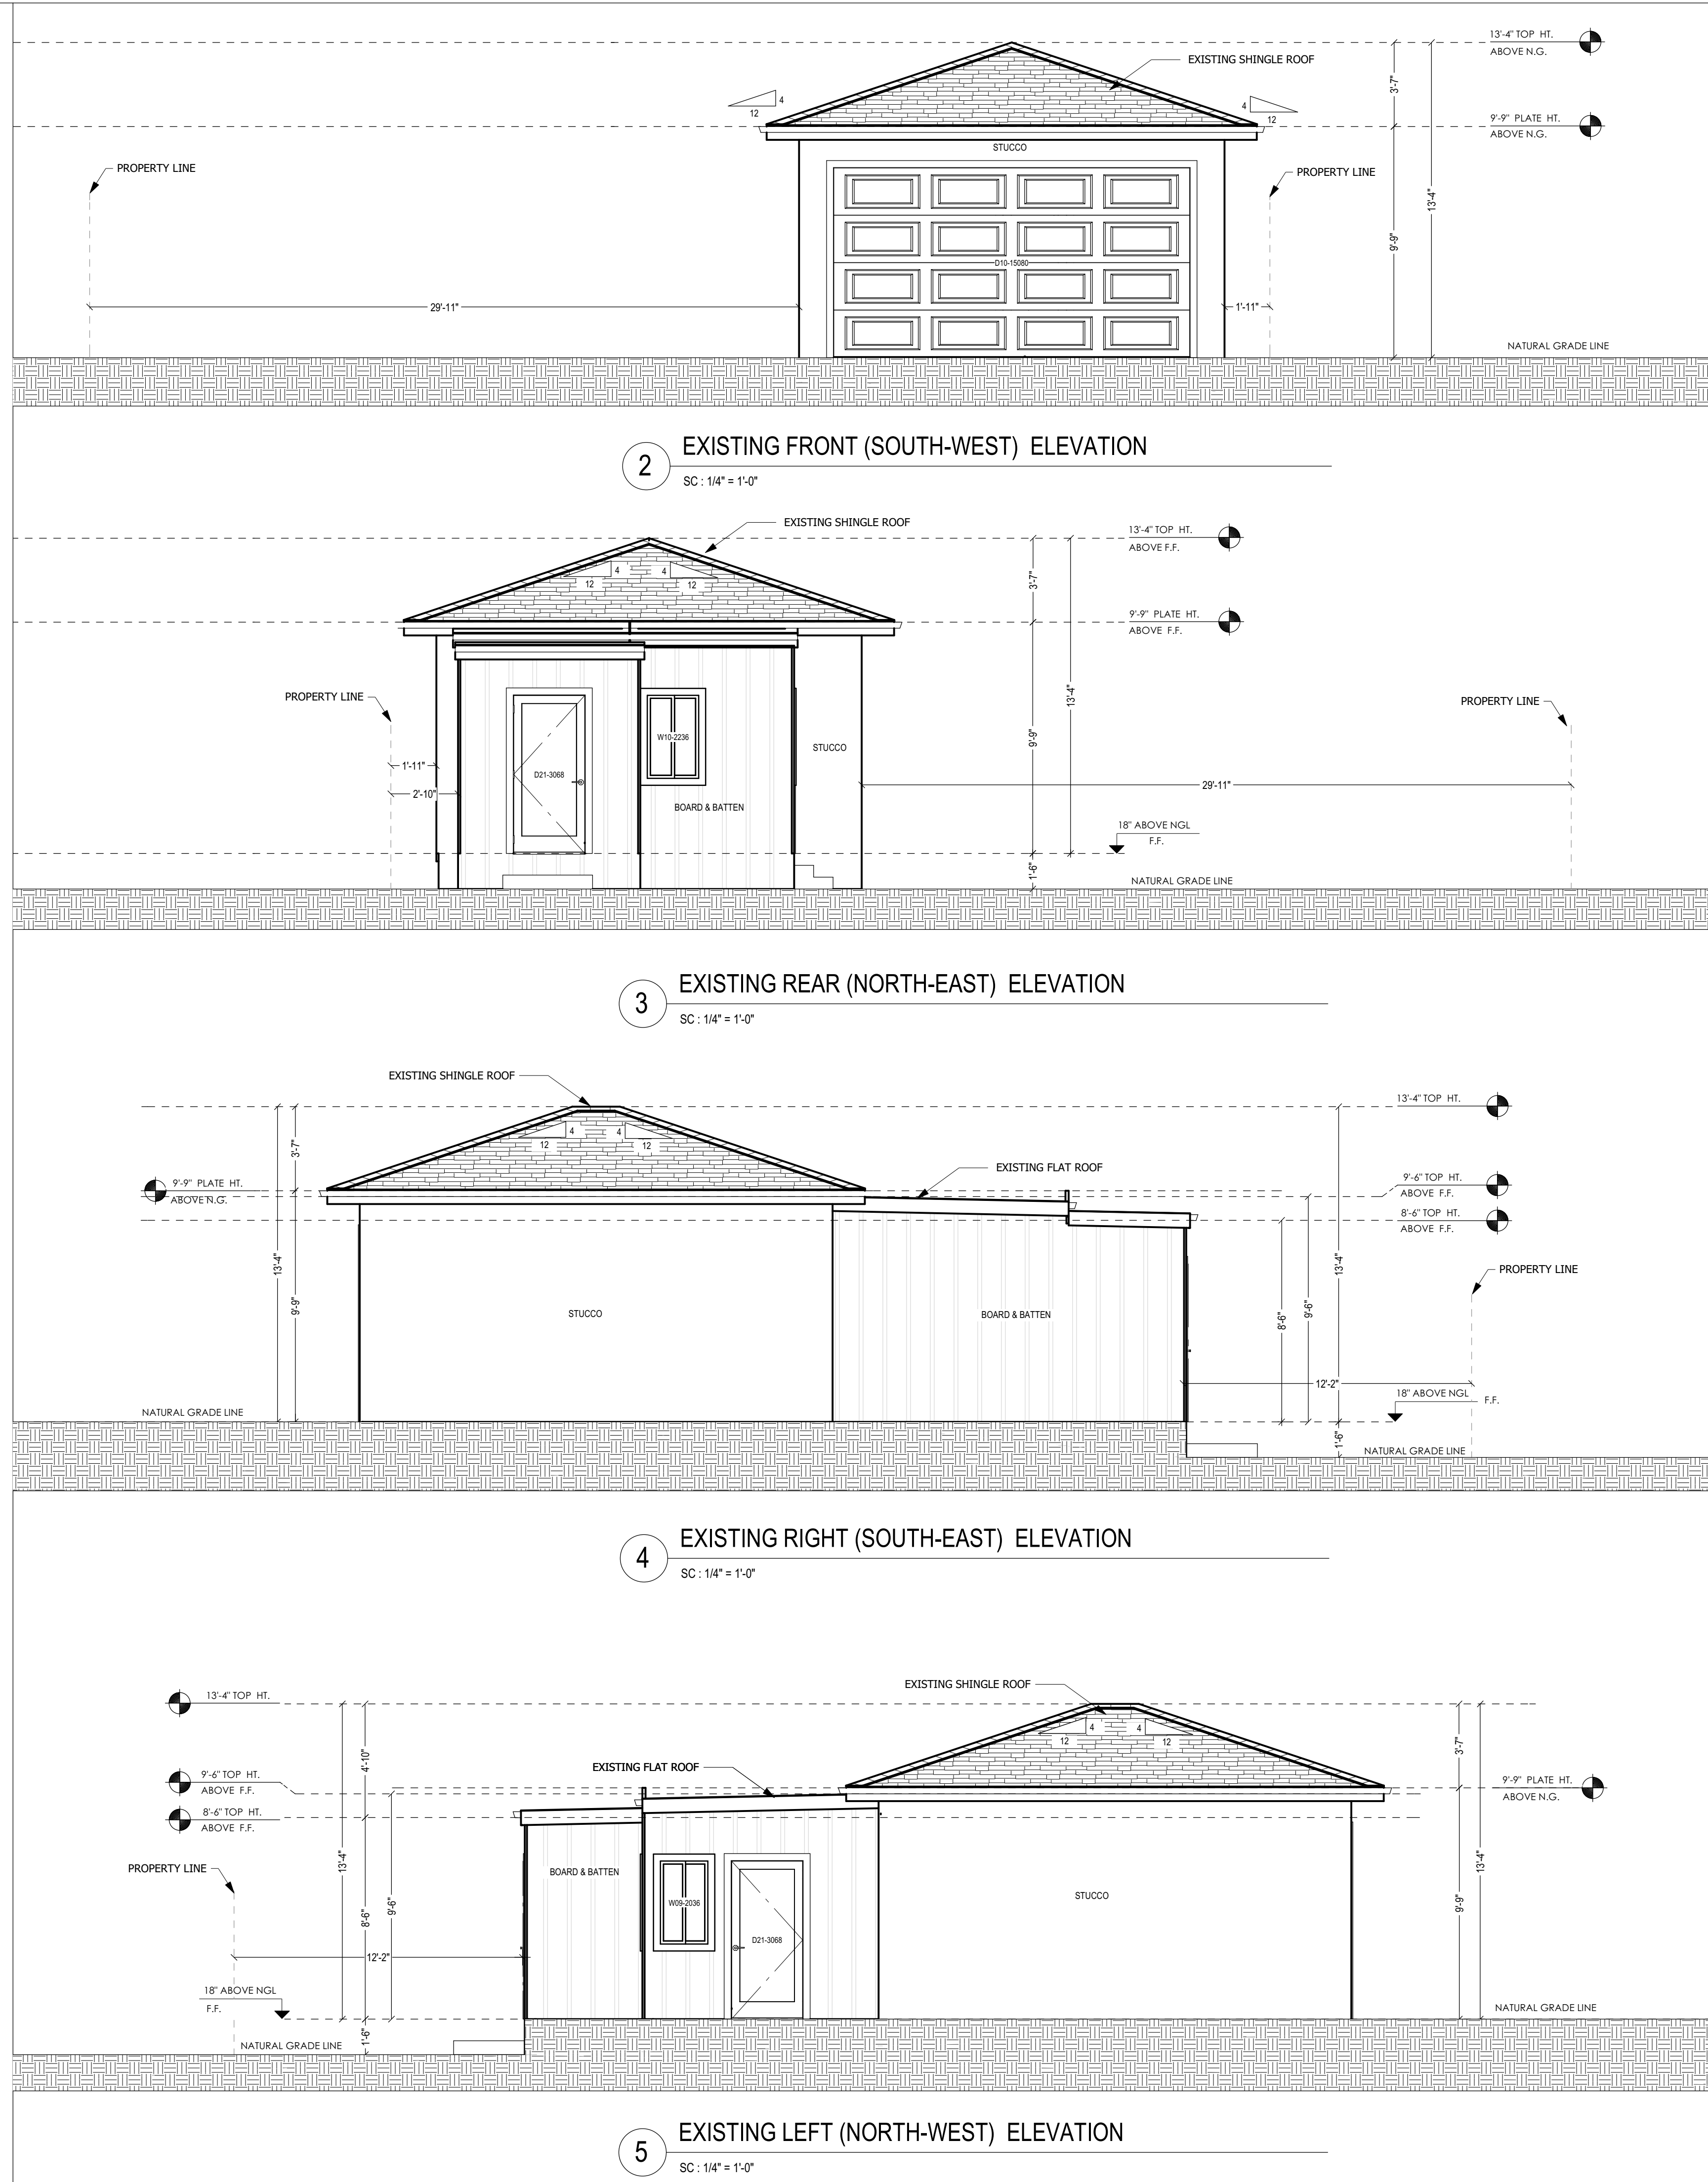 13'-4" TOP HT.
ABOVE N.G.
EXISTING SHINGLE ROOF
3'-7"
4
12
4
12
9'-9" PLATE HT.
ABOVE N.G.
STUCCO
PROPERTY LINE
PROPERTY LINE
13'-4"
9'-9"
D10-15080
29'-11"
1'-11"
NATURAL GRADE LINE
2
EXISTING FRONT (SOUTH-WEST) ELEVATION
SC : 1/4" = 1'-0"
EXISTING SHINGLE ROOF
13'-4" TOP HT.
ABOVE F.F.
3'-7"
4
12
4
12
9'-9" PLATE HT.
ABOVE F.F.
PROPERTY LINE
PROPERTY LINE
13'-4"
9'-9"
W10-2236
STUCCO
1'-11"
D21-3068
29'-11"
2'-10"
BOARD & BATTEN
18" ABOVE NGL
F.F.
1'-6"
NATURAL GRADE LINE
3
EXISTING REAR (NORTH-EAST) ELEVATION
SC : 1/4" = 1'-0"
EXISTING SHINGLE ROOF
13'-4" TOP HT.
3'-7"
4
12
4
12
EXISTING FLAT ROOF
9'-9" PLATE HT.
ABOVE N.G.
9'-6" TOP HT.
ABOVE F.F.
8'-6" TOP HT.
ABOVE F.F.
13'-4"
9'-9"
13'-4"
PROPERTY LINE
STUCCO
BOARD & BATTEN
8'-6"
9'-6"
12'-2"
18" ABOVE NGL
F.F.
NATURAL GRADE LINE
1'-6"
NATURAL GRADE LINE
4
EXISTING RIGHT (SOUTH-EAST) ELEVATION
SC : 1/4" = 1'-0"
EXISTING SHINGLE ROOF
13'-4" TOP HT.
4
12
4
12
3'-7"
4'-10"
EXISTING FLAT ROOF
9'-6" TOP HT.
ABOVE F.F.
8'-6" TOP HT.
ABOVE F.F.
9'-9" PLATE HT.
ABOVE N.G.
PROPERTY LINE
13'-4"
8'-6"
9'-6"
BOARD & BATTEN
W09-2036
D21-3068
STUCCO
9'-9"
13'-4"
12'-2"
18" ABOVE NGL
F.F.
NATURAL GRADE LINE
1'-6"
NATURAL GRADE LINE
5
EXISTING LEFT (NORTH-WEST) ELEVATION
SC : 1/4" = 1'-0"